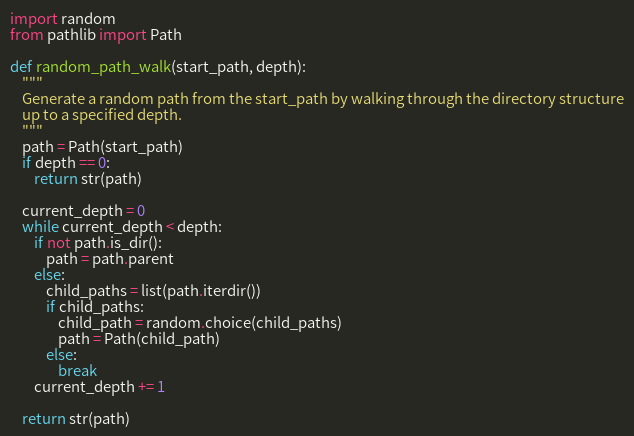 import random
from pathlib import Path

def random_path_walk(start_path, depth):
    """
    Generate a random path from the start_path by walking through the directory structure
    up to a specified depth.
    """
    path = Path(start_path)
    if depth == 0:
        return str(path)

    current_depth = 0
    while current_depth < depth:
        if not path.is_dir():
            path = path.parent
        else:
            child_paths = list(path.iterdir())
            if child_paths:
                child_path = random.choice(child_paths)
                path = Path(child_path)
            else:
                break
        current_depth += 1

    return str(path)